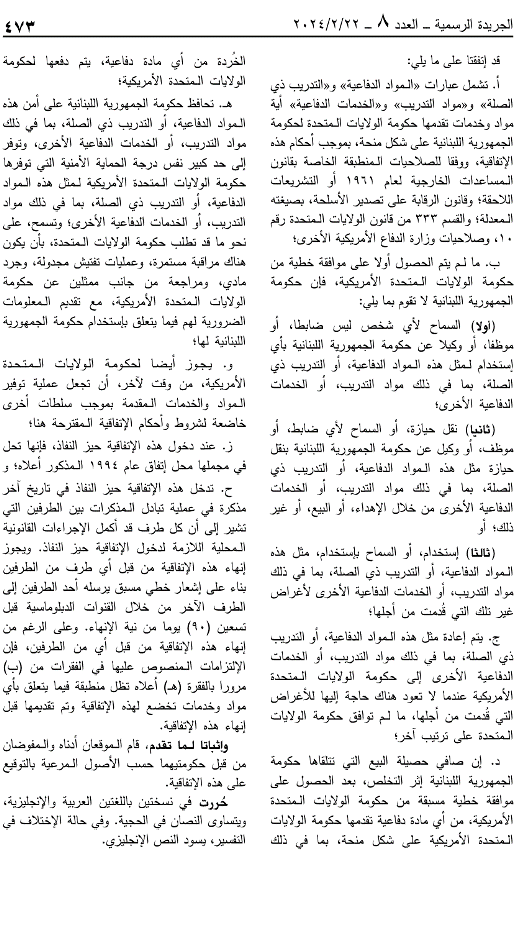 الجريدة الرسمية ـ العدد ٨ ـ ٢٠٢٤/٢/٢٢
٤٧٣
قد إتفقتا على ما يلي:
أ. تشمل عبارات «المواد الدفاعية» و«التدريب ذي
الصلة» و«مواد التدريب» و«الخدمات الدفاعية» أية
مواد وخدمات تقدمها حكومة الولايات المتحدة لحكومة
الجمهورية اللبنانية على شكل منحة، بموجب أحكام هذه
الإتفاقية، ووفقا للصلاحيات المنطبقة الخاصة بقانون
المساعدات الخارجية لعام ١٩٦١ أو التشريعات
اللاحقة؛ وقانون الرقابة على تصدير الأسلحة، بصيغته
المعدلة؛ والقسم ٣٣٣ من قانون الولايات المتحدة رقم
١٠، وصلاحيات وزارة الدفاع الأمريكية الأخرى؛
ب. ما لم يتم الحصول أولا على موافقة خطية من
حكومة الولايات المتحدة الأمريكية، فإن حكومة
الجمهورية اللبنانية لا تقوم بما يلي:
(اولا) السماح لأي شخص ليس ضابطا، أو
موظفا، أو وكيلا عن حكومة الجمهورية اللبنانية بأي
إستخدام لمثل هذه المواد الدفاعية، أو التدريب ذي
الصلة، بما في ذلك مواد التدريب، أو الخدمات
الدفاعية الأخرى؛
(ثانيا) نقل حيازة، أو السماح لأي ضابط، أو
موظف، أو وكيل عن حكومة الجمهورية اللبنانية بنقل
حيازة مثل هذه المواد الدفاعية، أو التدريب ذي
الصلة، بما في ذلك مواد التدريب، أو الخدمات
الدفاعية الأخرى من خلال الإهداء، أو البيع، أو غير
ذلك؛ أو
(ثالثا) إستخدام، أو السماح بإستخدام، مثل هذه
المواد الدفاعية، أو التدريب ذي الصلة، بما في ذلك
مواد التدريب، أو الخدمات الدفاعية الأخرى لأغراض
غير تلك التي قُدمت من أجلها؛
ج. يتم إعادة مثل هذه المواد الدفاعية، أو التدريب
ذي الصلة، بما في ذلك مواد التدريب، أو الخدمات
الدفاعية الأخرى إلى حكومة الولايات المتحدة
الأمريكية عندما لا تعود هناك حاجة إليها للأغراض
التي قُدمت من أجلها، ما لم توافق حكومة الولايات
المتحدة على ترتيب آخر؛
د. إن صافي حصيلة البيع التي تتلقاها حكومة
الجمهورية اللبنانية إثر التخلص، بعد الحصول على
موافقة خطية مسبقة من حكومة الولايات المتحدة
الأمريكية، من أي مادة دفاعية تقدمها حكومة الولايات
المتحدة الأمريكية على شكل منحة، بما في ذلك
الخُردة من أي مادة دفاعية، يتم دفعها لحكومة
الولايات المتحدة الأمريكية؛
هـ. تحافظ حكومة الجمهورية اللبنانية على أمن هذه
المواد الدفاعية، أو التدريب ذي الصلة، بما في ذلك
مواد التدريب، أو الخدمات الدفاعية الأخرى، وتوفر
إلى حد كبير نفس درجة الحماية الأمنية التي توفرها
حكومة الولايات المتحدة الأمريكية لمثل هذه المواد
الدفاعية، أو التدريب ذي الصلة، بما في ذلك مواد
التدريب، أو الخدمات الدفاعية الأخرى؛ وتسمح، على
نحو ما قد تطلب حكومة الولايات المتحدة، بأن يكون
هناك مراقبة مستمرة، وعمليات تفتيش مجدولة، وجرد
مادي، ومراجعة من جانب ممثلين عن حكومة
الولايات المتحدة الأمريكية، مع تقديم المعلومات
الضرورية لهم فيما يتعلق بإستخدام حكومة الجمهورية
اللبنانية لها؛
و. يجوز أيضا لحكومة الولايات المتحدة
الأمريكية، من وقت لآخر، أن تجعل عملية توفير
المواد والخدمات المقدمة بموجب سلطات أخرى
خاضعة لشروط وأحكام الإتفاقية المقترحة هنا؛
ز. عند دخول هذه الإتفاقية حيز النفاذ، فإنها تحل
في مجملها محل إتفاق عام ١٩٩٤ المذكور أعلاه؛ و
ح. تدخل هذه الإتفاقية حيز النفاذ في تاريخ آخر
مذكرة في عملية تبادل المذكرات بين الطرفين التي
تشير إلى أن كل طرف قد أكمل الإجراءات القانونية
المحلية اللازمة لدخول الإتفاقية حيز النفاذ. ويجوز
إنهاء هذه الإتفاقية من قبل أي طرف من الطرفين
بناء على إشعار خطي مسبق يرسله أحد الطرفين إلى
الطرف الآخر من خلال القنوات الدبلوماسية قبل
تسعين (٩٠) يوما من نية الإنهاء. وعلى الرغم من
إنهاء هذه الإتفاقية من قبل أي من الطرفين، فإن
الإلتزامات المنصوص عليها في الفقرات من (ب)
مرورا بالفقرة (هـ) أعلاه تظل منطبقة فيما يتعلق بأي
مواد وخدمات تخضع لهذه الإتفاقية وتم تقديمها قبل
إنهاء هذه الإتفاقية.
وإثباتا لما تقدم، قام الموقعان أدناه والمفوضان
من قبل حكومتيهما حسب الأصول المرعية بالتوقيع
على هذه الإتفاقية.
حُررت في نسختين باللغتين العربية والإنجليزية،
ويتساوى النصان في الحجية. وفي حالة الإختلاف في
التفسير، يسود النص الإنجليزي.